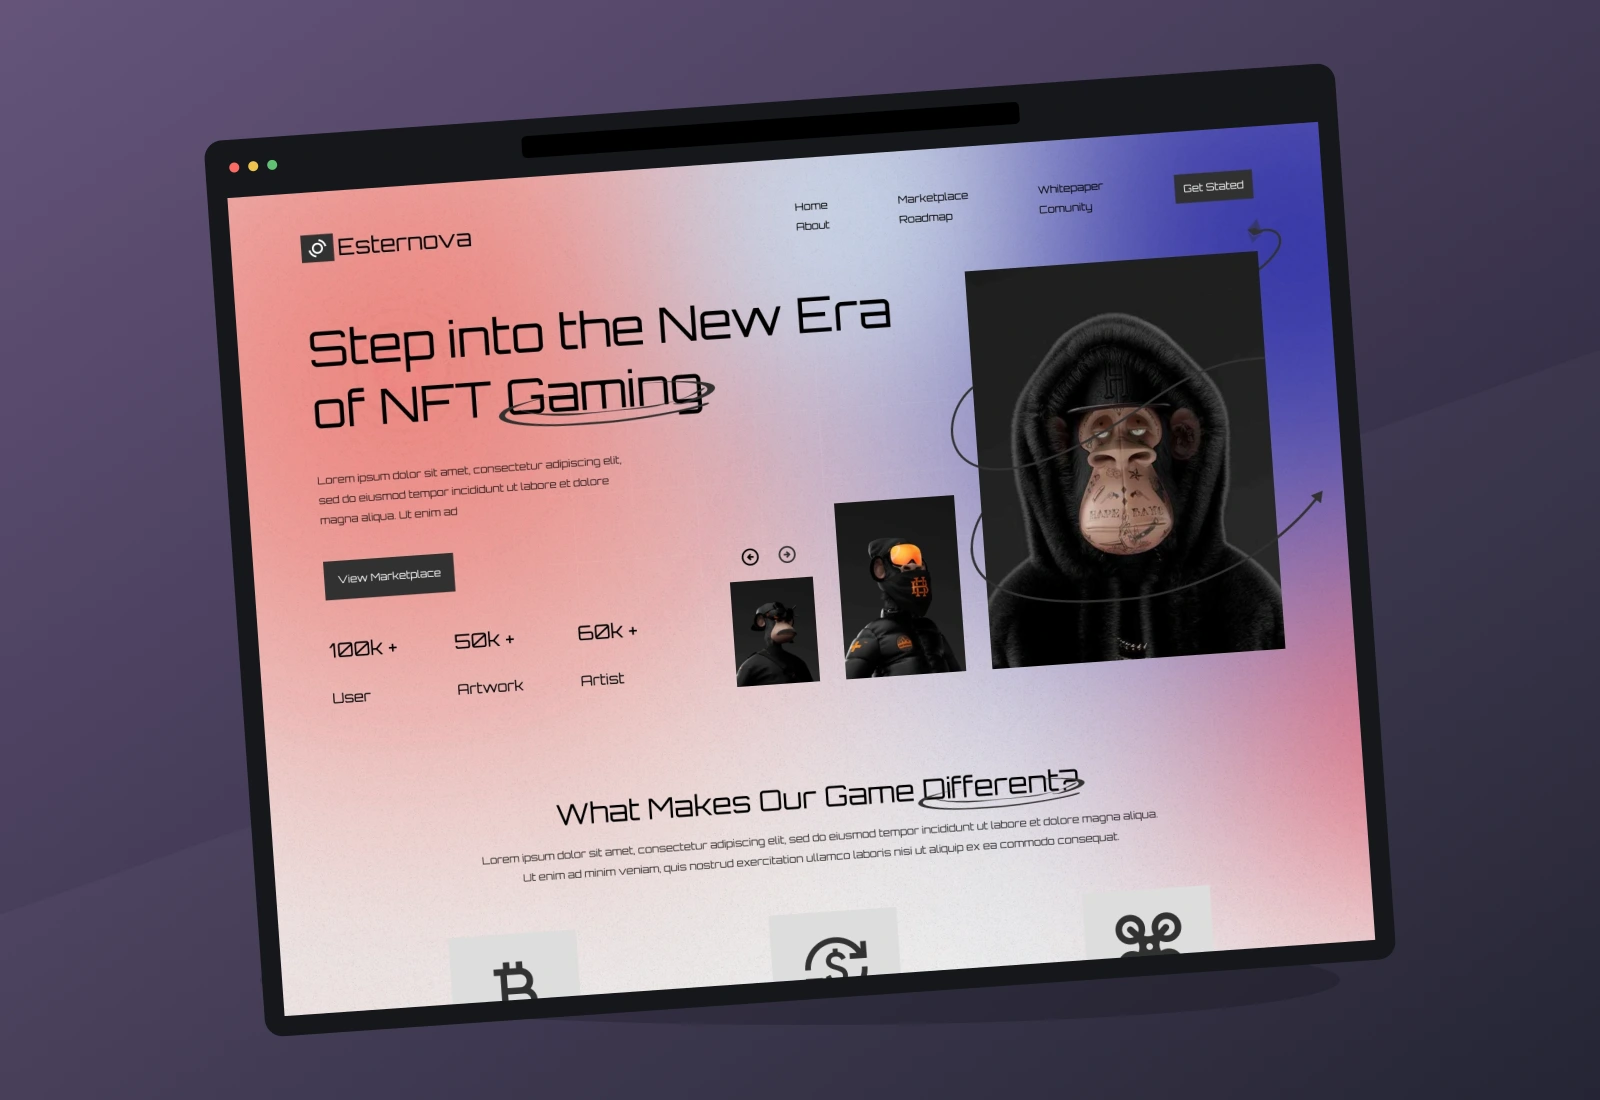 Esternova
Home
About
Marketplace
Roadmap
Whitepaper
Comunity
Get Stated
Step into the New Era
of NFT Gaming
Lorem ipsum dolor sit amet, consectetur adipiscing elit,
sed do eiusmod tempor incididunt ut labore et dolore
magna aliqua. Ut enim ad
View Marketplace
100k +
User
50k +
Artwork
60k +
Artist
What Makes Our Game Different?
Lorem ipsum dolor sit amet, consectetur adipiscing elit, sed do eiusmod tempor incididunt ut labore et dolore magna aliqua.
Ut enim ad minim veniam, quis nostrud exercitation ullamco laboris nisi ut aliquip ex ea commodo consequat.